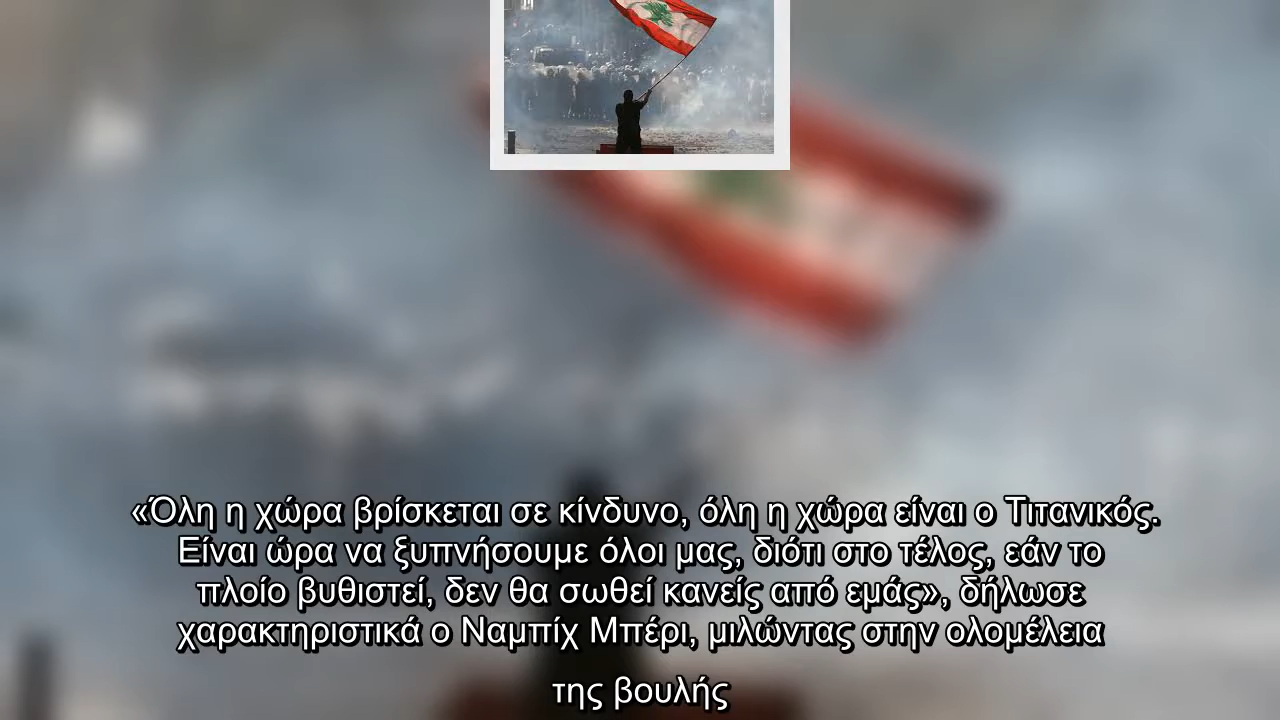 «Όλη η χώρα βρίσκεται σε κίνδυνο, όλη η χώρα είναι ο Τιτανικός.
Είναι ώρα να ξυπνήσουμε όλοι μας, διότι στο τέλος, εάν το
πλοίο βυθιστεί, δεν θα σωθεί κανείς από εμάς», δήλωσε
χαρακτηριστικά ο Ναμπίχ Μπέρι, μιλώντας στην ολομέλεια
της βουλής